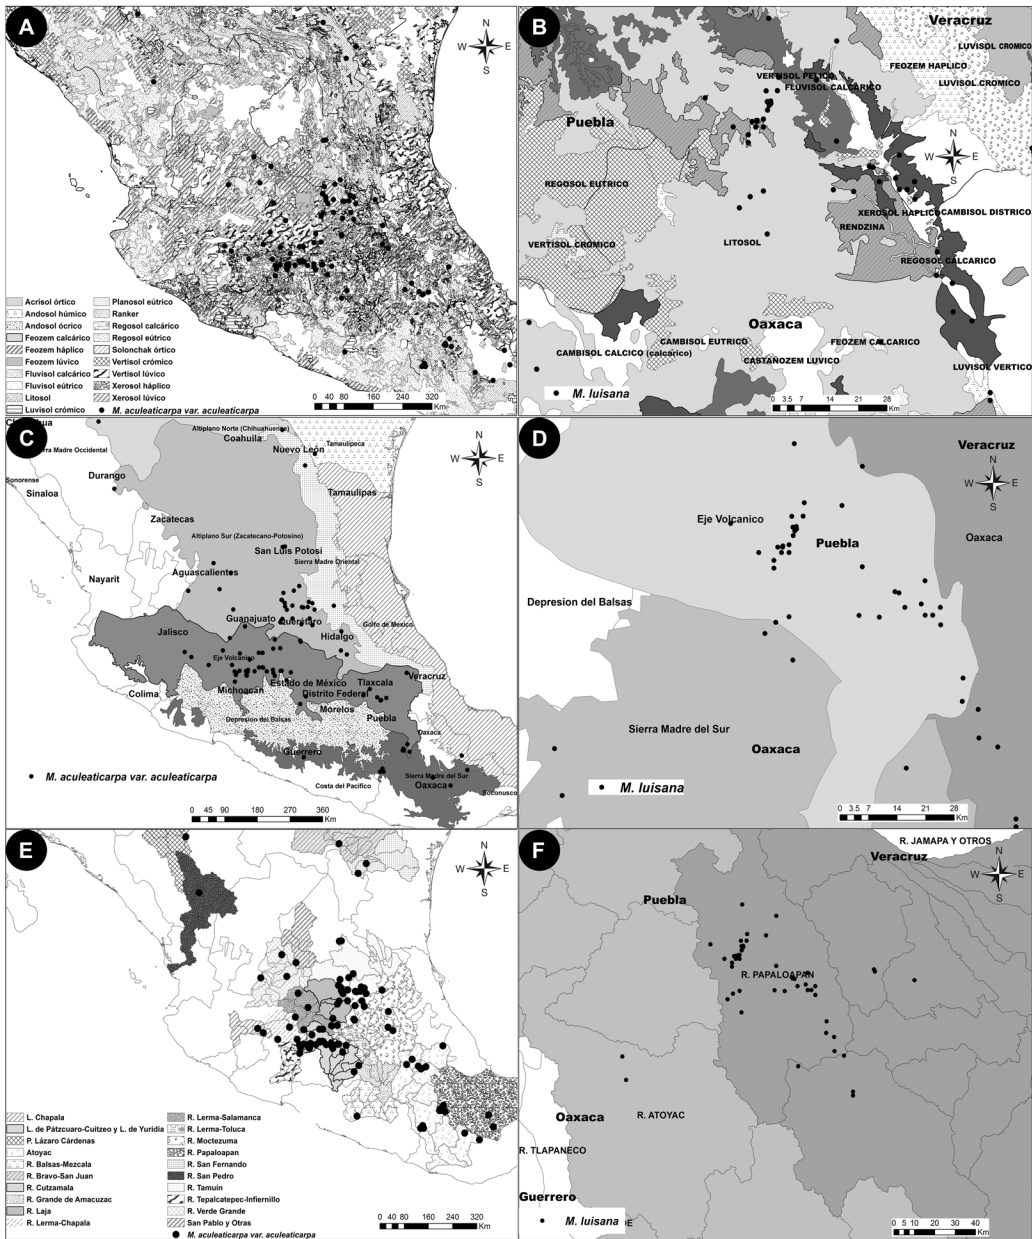 A
N
W E
S
Acrisol órtico
Andosol húmico
Andosol ócrico
Feozem calcárico
Feozem háplico
Feozem lúvico
Fluvisol calcárico
Fluvisol eútrico
Litosol
Luvisol crómico
Planosol eútrico
Ranker
Regosol calcárico
Regosol eútrico
Solonchak órtico
Vertisol crómico
Vertisol lúvico
Xerosol háplico
Xerosol lúvico
M. aculeaticarpa var. aculeaticarpa
0 40 80 160 240 320
Km
B
Veracruz
LUVISOL CROMICO
FEOZEM HAPLICO
LUVISOL CROMICO
VERTISOL PELICO
FLUVISOL CALCARICO
Puebla
N
W E
S
REGOSOL EUTRICO
XEROSOL HAPLICO
CAMBISOL DISTRICO
RENDZINA
VERTISOL CROMICO
LITOSOL
REGOSOL CALCARICO
Oaxaca
CAMBISOL EUTRICO
FEOZEM CALCARICO
CAMBISOL CALCICO (calcarico)
CASTAÑOZEM LUVICO
LUVISOL VERTICO
M. luisana
0 3.5 7 14 21 28
Km
C
Altiplano Norte (Chihuahuense)
Coahuila
Tamaulipeca
Nuevo León
N
W E
S
Durango
Sonorense
Sinaloa
Tamaulipas
Zacatecas
Altiplano Sur (Zacatecano-Potosino)
San Luis Potosí
Sierra Madre Oriental
Aguascalientes
Nayarit
Guanajuato
Querétaro
Golfo de Mexico
Jalisco
Hidalgo
Eje Volcanico
Estado de México
Tlaxcala
Veracruz
Colima
Michoacán
Distrito Federal
Morelos
Puebla
Depresion del Balsas
Oaxaca
Guerrero
M. aculeaticarpa var. aculeaticarpa
Costa del Pacifico
Sierra Madre del Sur
Oaxaca
Soconusco
0 45 90 180 270 360
Km
D
Veracruz
N
W E
S
Eje Volcanico
Puebla
Oaxaca
Depresion del Balsas
Sierra Madre del Sur
Oaxaca
M. luisana
0 3.5 7 14 21 28
Km
E
N
W E
S
L. Chapala
L. de Pátzcuaro-Cuitzeo y L. de Yuridia
P. Lázaro Cárdenas
Atoyac
R. Balsas-Mezcala
R. Bravo-San Juan
R. Cutzamala
R. Grande de Amacuzac
R. Laja
R. Lerma-Chapala
R. Lerma-Salamanca
R. Lerma-Toluca
R. Moctezuma
R. Papaloapan
R. San Fernando
R. San Pedro
R. Tamuín
R. Tepalcatepec-Infiernillo
R. Verde Grande
San Pablo y Otras
M. aculeaticarpa var. aculeaticarpa
0 40 80 160 240 320
Km
F
R. JAMAPA Y OTROS
Veracruz
N
W E
S
Puebla
R. PAPALOAPAN
Oaxaca
R. ATOYAC
R. TLAPANECO
Guerrero
M. luisana
0 5 10 20 30 40
Km